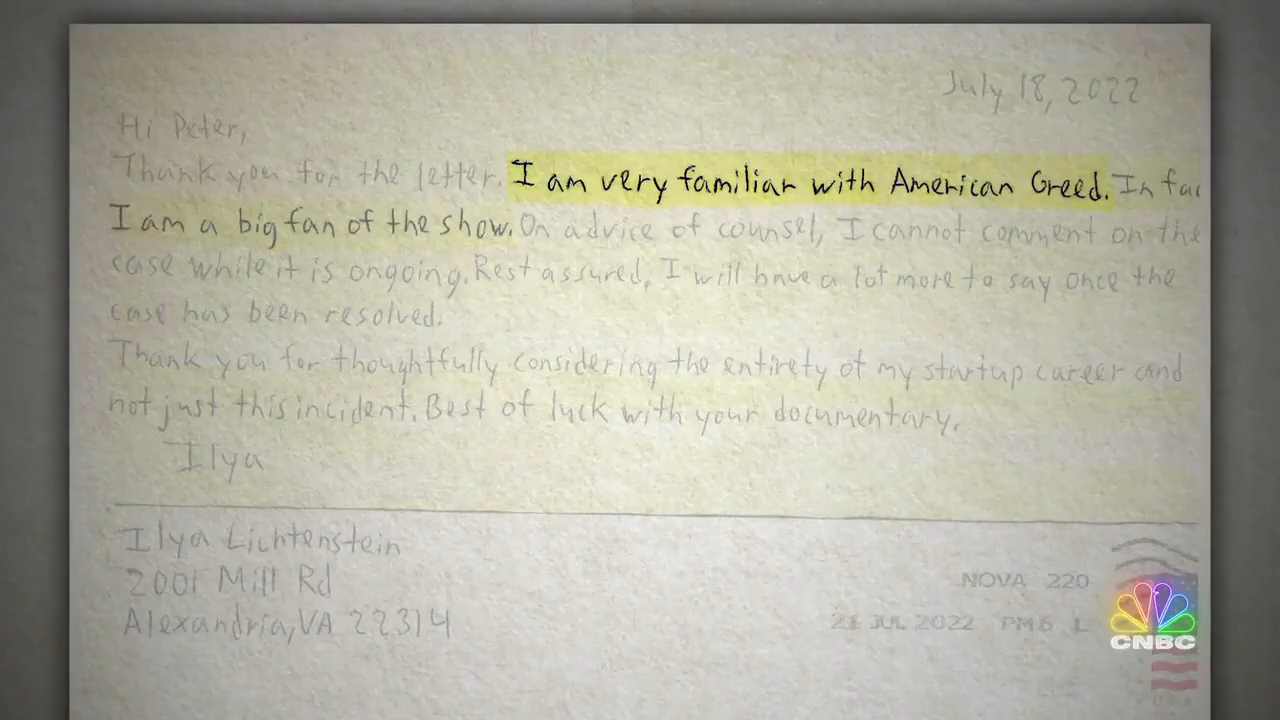 July 18, 2022
Hi Peter,
Thank you for the letter. I am very familiar with American Greed. In fac
I am a big fan of the show. On advice of counsel, I cannot comment on the
case while it is ongoing. Rest assured, I will have a lot more to say once the
case has been resolved.
Thank you for thoughtfully considering the entirety of my startup career and
not just this incident. Best of luck with your documentary.
Ilya
Ilya Lichtenstein
2001 Mill Rd
Alexandria, VA 22314
NOVA 220
21 JUL 2022 PM 6 L
CNBC